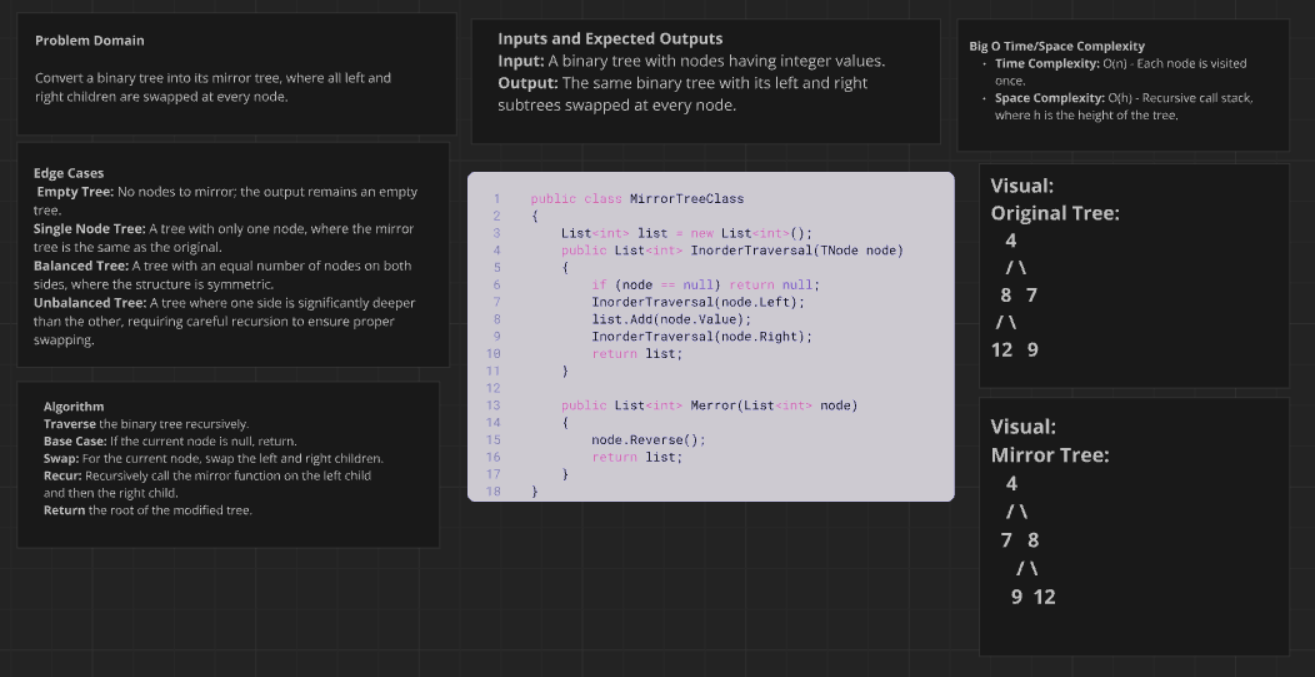 Problem Domain
Convert a binary tree into its mirror tree, where all left and
right children are swapped at every node.
Inputs and Expected Outputs
Input: A binary tree with nodes having integer values.
Output: The same binary tree with its left and right
subtrees swapped at every node.
Big O Time/Space Complexity
• Time Complexity: O(n) - Each node is visited
once.
• Space Complexity: O(h) - Recursive call stack,
where h is the height of the tree.
Edge Cases
Empty Tree: No nodes to mirror; the output remains an empty
tree.
Single Node Tree: A tree with only one node, where the mirror
tree is the same as the original.
Balanced Tree: A tree with an equal number of nodes on both
sides, where the structure is symmetric.
Unbalanced Tree: A tree where one side is significantly deeper
than the other, requiring careful recursion to ensure proper
swapping.
Algorithm
Traverse the binary tree recursively.
Base Case: If the current node is null, return.
Swap: For the current node, swap the left and right children.
Recur: Recursively call the mirror function on the left child
and then the right child.
Return the root of the modified tree.
1 public class MirrorTreeClass
2 {
3 List<int> list = new List<int>();
4 public List<int> InorderTraversal(TNode node)
5 {
6 if (node == null) return null;
7 InorderTraversal(node.Left);
8 list.Add(node.Value);
9 InorderTraversal(node.Right);
10 return list;
11 }
12
13 public List<int> Merror(List<int> node)
14 {
15 node.Reverse();
16 return list;
17 }
18 }
Visual:
Original Tree:
4
/ \
8 7
/ \
12 9
Visual:
Mirror Tree:
4
/ \
7 8
/ \
9 12